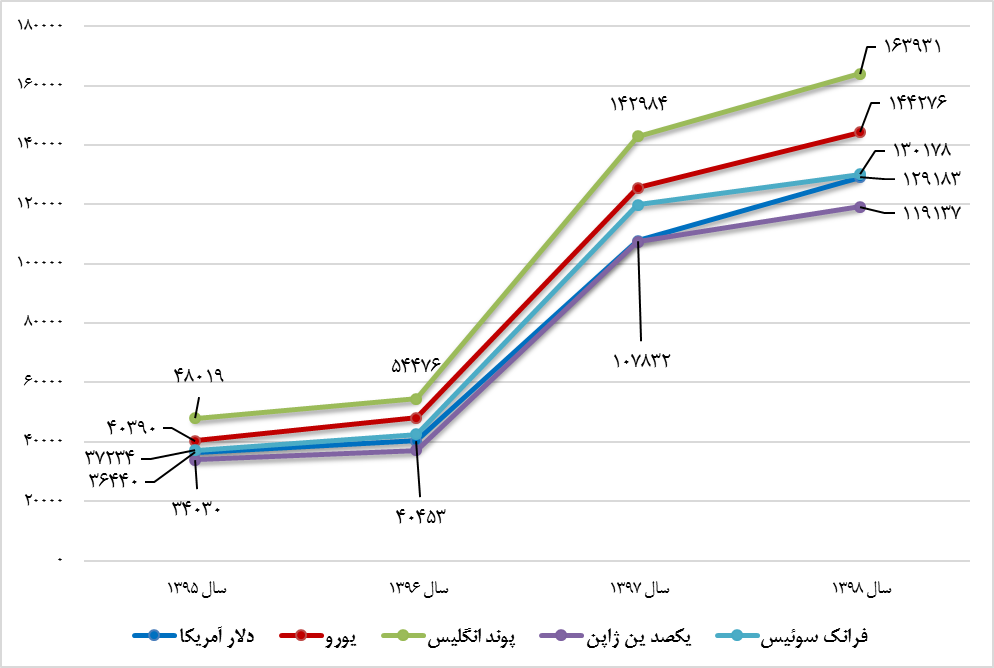 ۱۸۰۰۰۰
۱۶۰۰۰۰
۱۴۰۰۰۰
۱۲۰۰۰۰
۱۰۰۰۰۰
۸۰۰۰۰
۶۰۰۰۰
۴۰۰۰۰
۲۰۰۰۰
۰
۴۸۰۱۹
۴۰۳۹۰
۳۷۲۳۴
۳۶۴۴۰
۳۴۰۳۰
۵۴۴۷۶
۴۰۴۵۳
۱۴۲۹۸۴
۱۰۷۸۳۲
۱۶۳۹۳۱
۱۴۴۲۷۶
۱۳۰۱۷۸
۱۲۹۱۸۳
۱۱۹۱۳۷
سال ۱۳۹۵
سال ۱۳۹۶
سال ۱۳۹۷
سال ۱۳۹۸
دلار آمریکا
یورو
پوند انگلیس
یکصد ین ژاپن
فرانک سوئیس